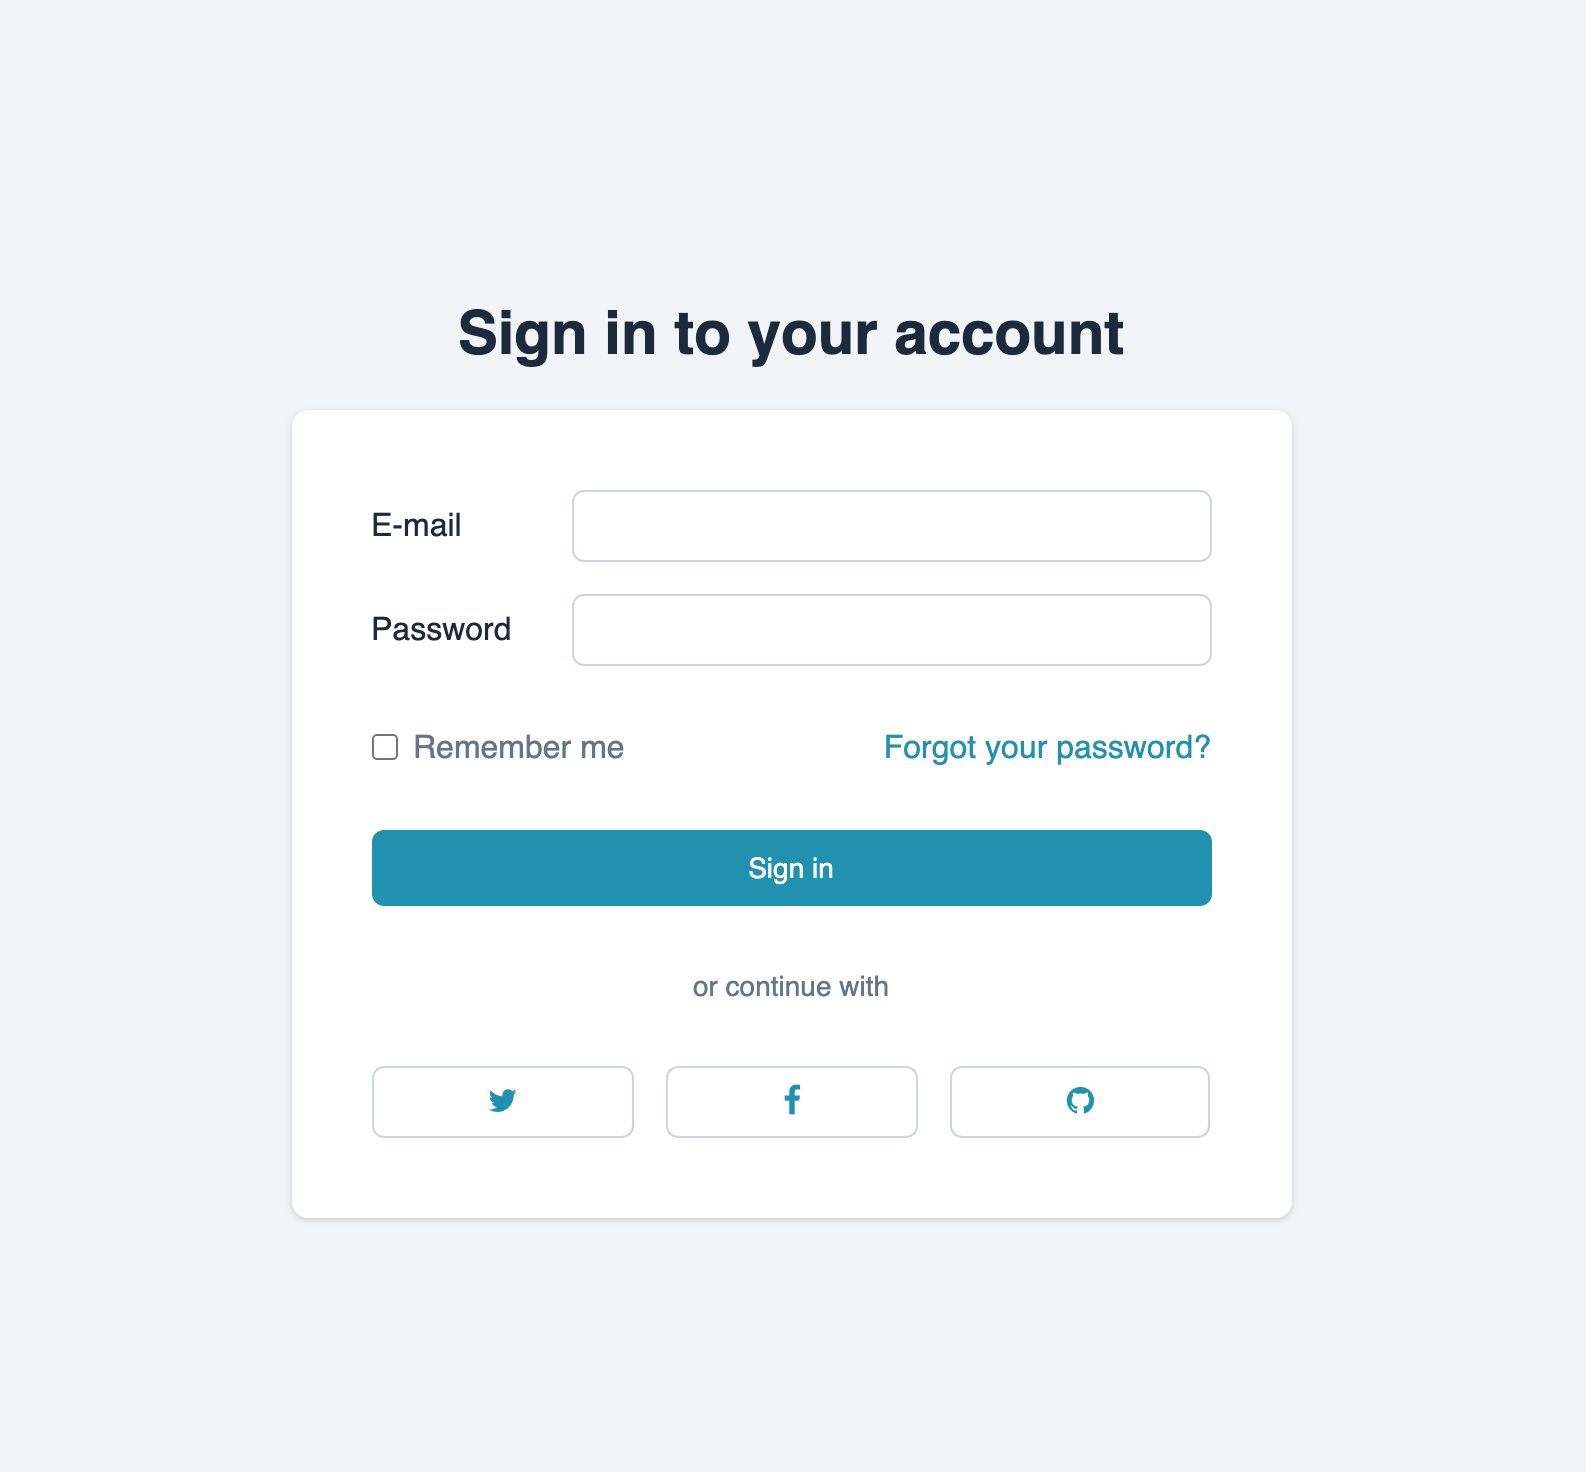 Sign in to your account
E-mail
Password
Remember me
Forgot your password?
Sign in
or continue with